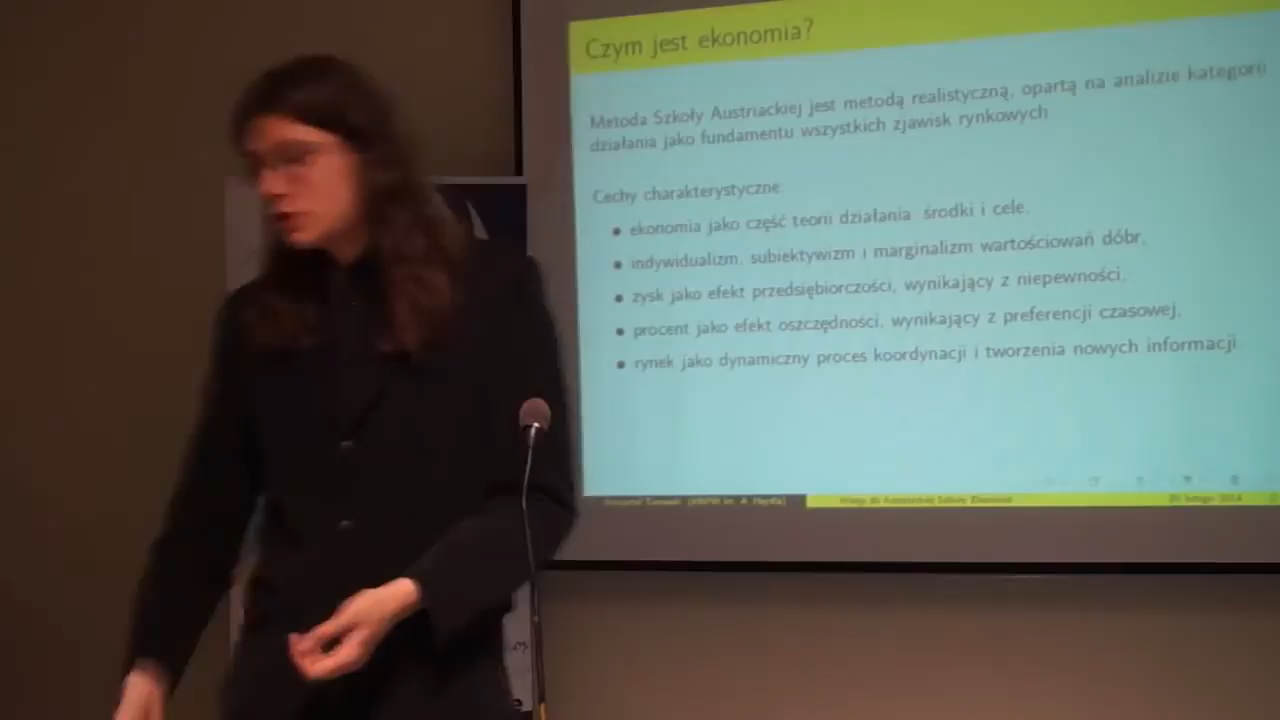 Czym jest ekonomia?
Metoda Szkoły Austriackiej jest metodą realistyczną, opartą na analizie kategorii
działania jako fundamentu wszystkich zjawisk rynkowych
Cechy charakterystyczne
ekonomia jako część teorii działania środki i cele,
indywidualizm, subiektywizm i marginalizm wartościowań dóbr,
zysk jako efekt przedsiębiorczości, wynikający z niepewności,
procent jako efekt oszczędności, wynikający z preferencji czasowej,
rynek jako dynamiczny proces koordynacji i tworzenia nowych informacji